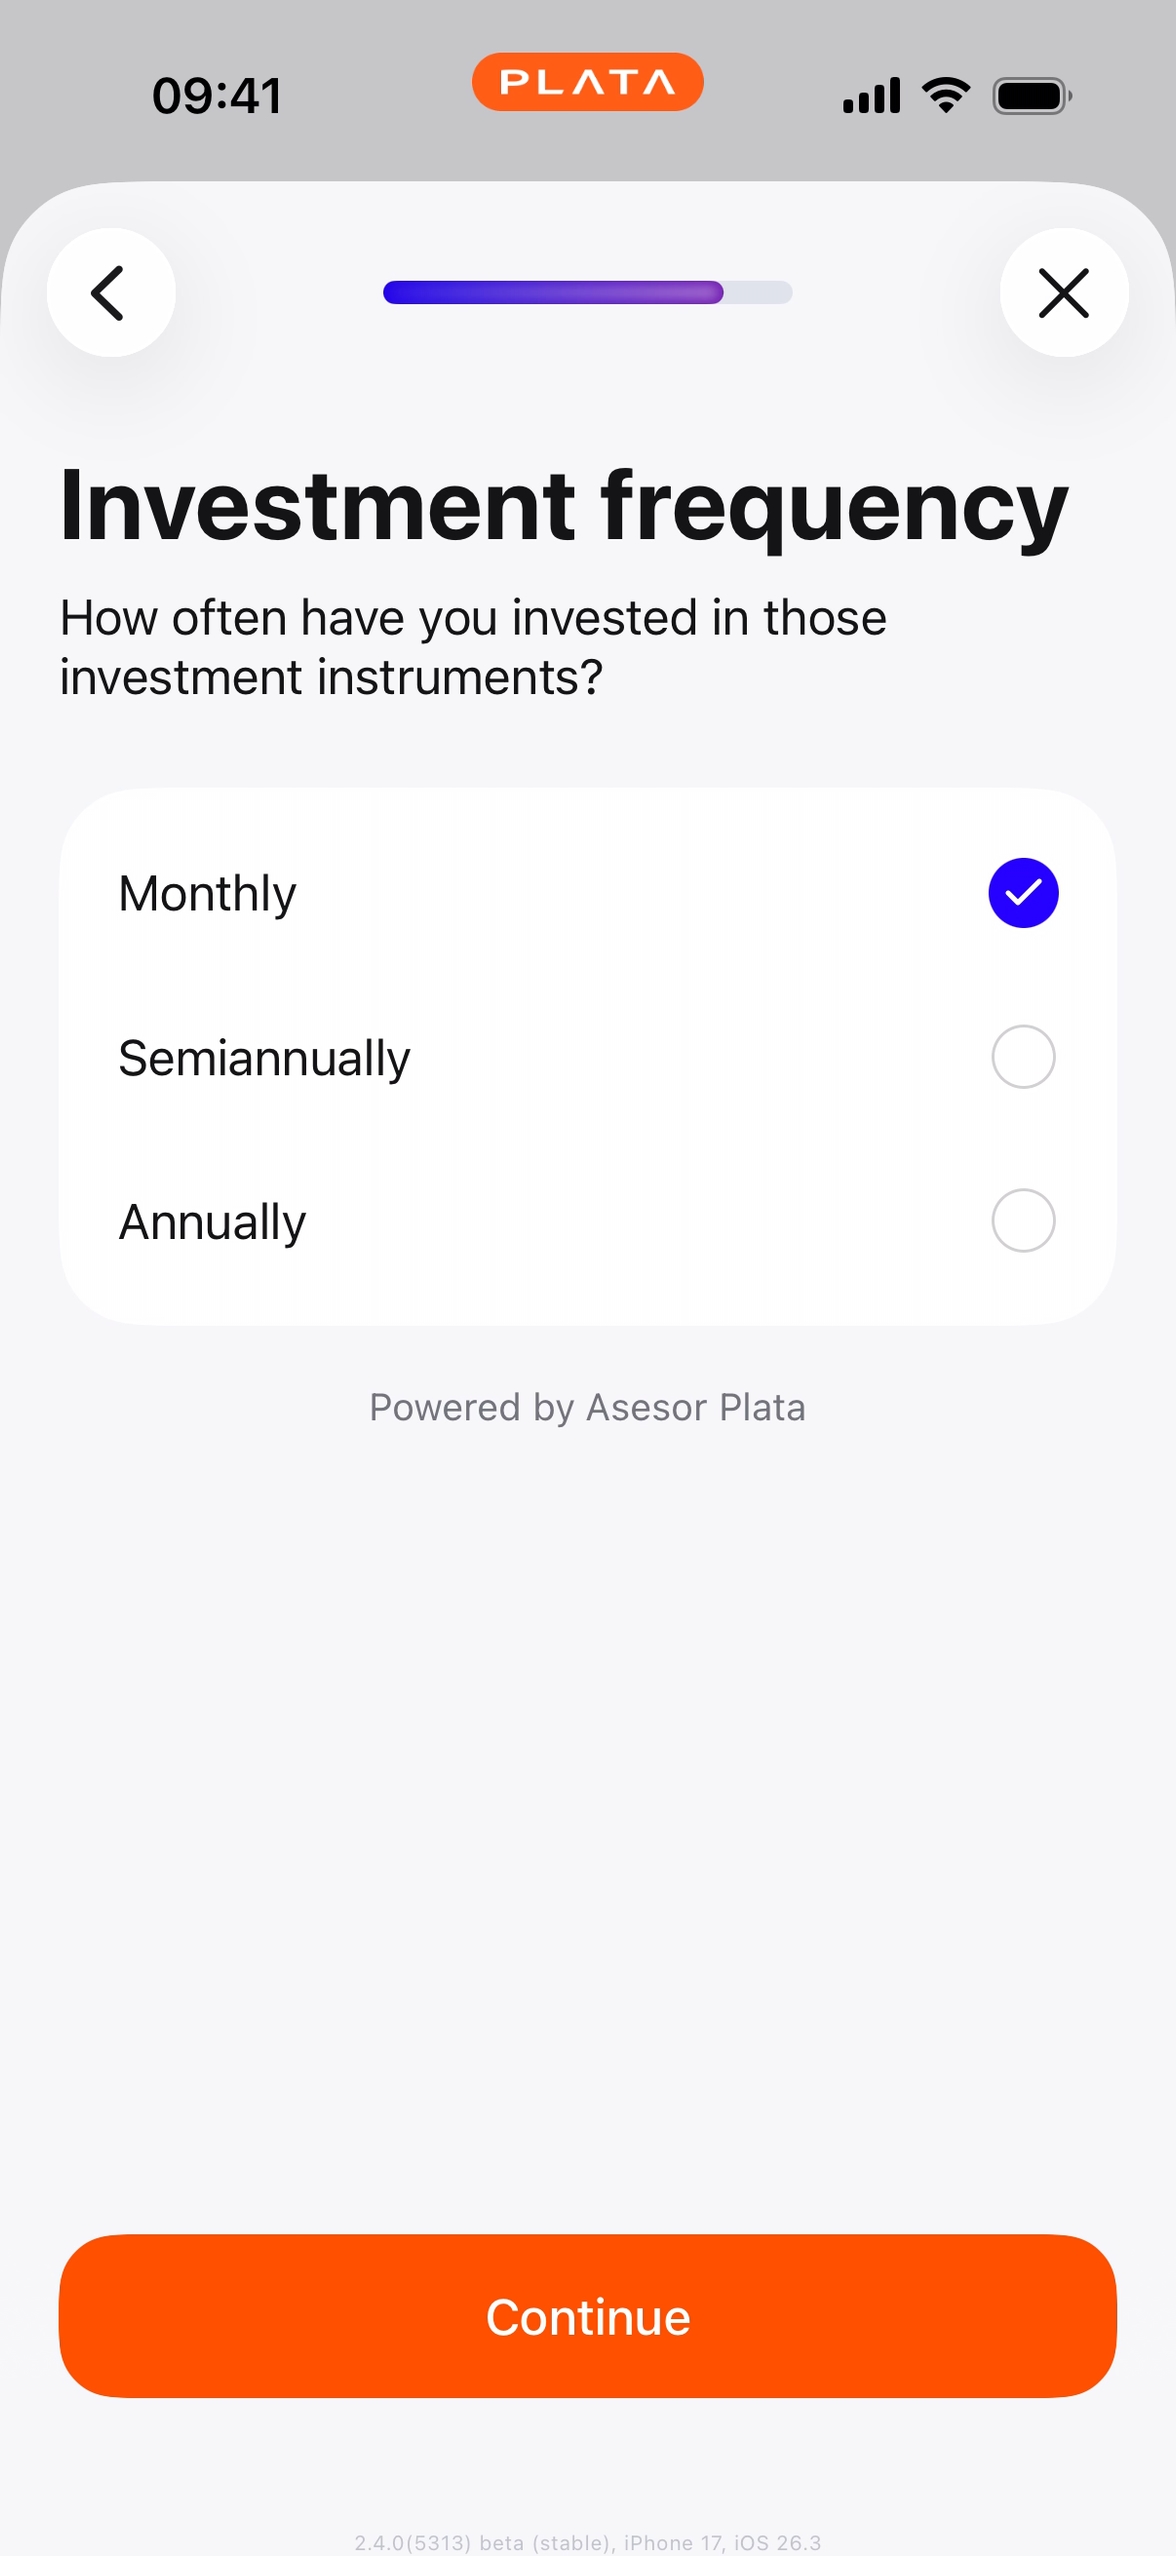 09:41
PLATA
Investment frequency
How often have you invested in those
investment instruments?
Monthly
Semiannually
Annually
Powered by Asesor Plata
Continue
2.4.0(5313) beta (stable), iPhone 17, iOS 26.3